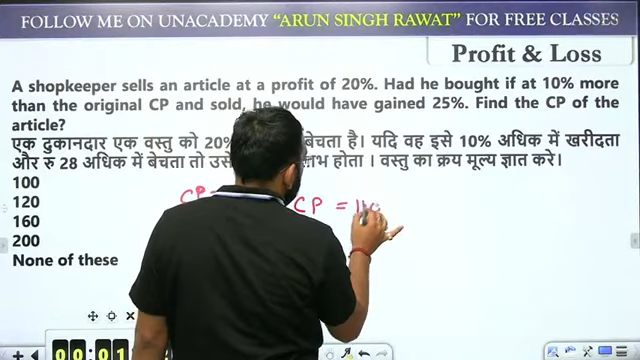 FOLLOW ME ON UNACADEMY “ARUN SINGH RAWAT” FOR FREE CLASSES
Profit & Loss
A shopkeeper sells an article at a profit of 20%. Had he bought if at 10% more
than the original CP and sold, he would have gained 25%. Find the CP of the
article?
एक दुकानदार एक वस्तु को 20% बेचता है। यदि वह इसे 10% अधिक में खरीदता
और रु 28 अधिक में बेचता तो उसे होता । वस्तु का क्रय मूल्य ज्ञात करे।
100
CP=
CP = 11
120
160
200
None of these
00:01